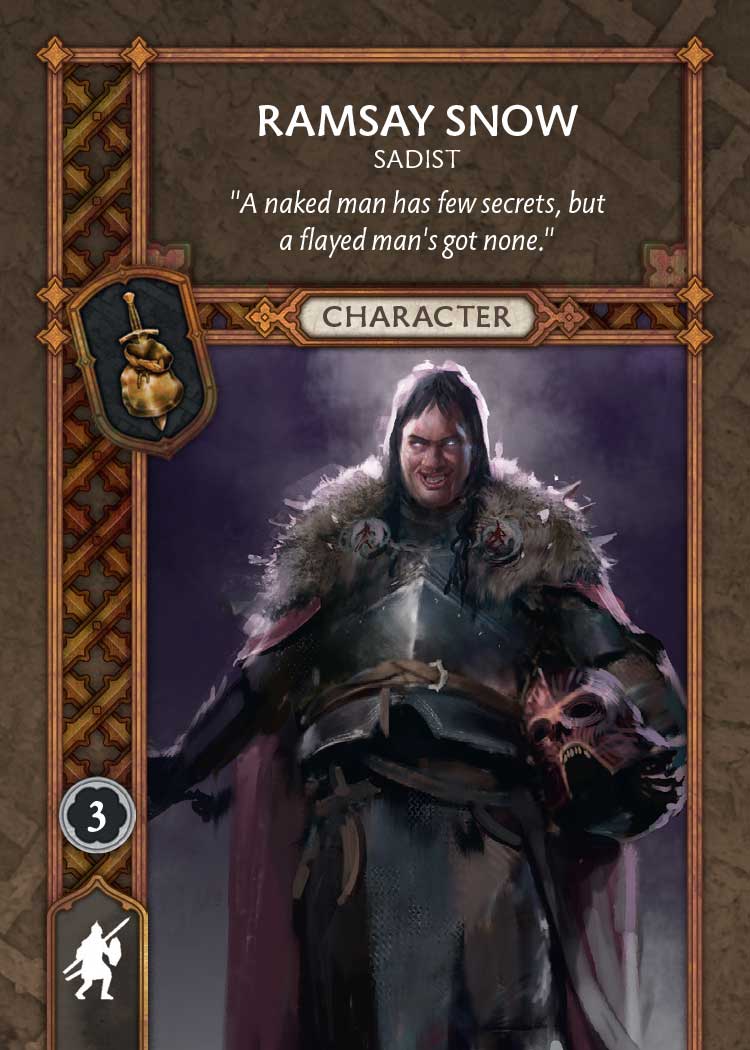 RAMSAY SNOW
SADIST
"A naked man has few secrets, but
a flayed man's got none."
CHARACTER
3